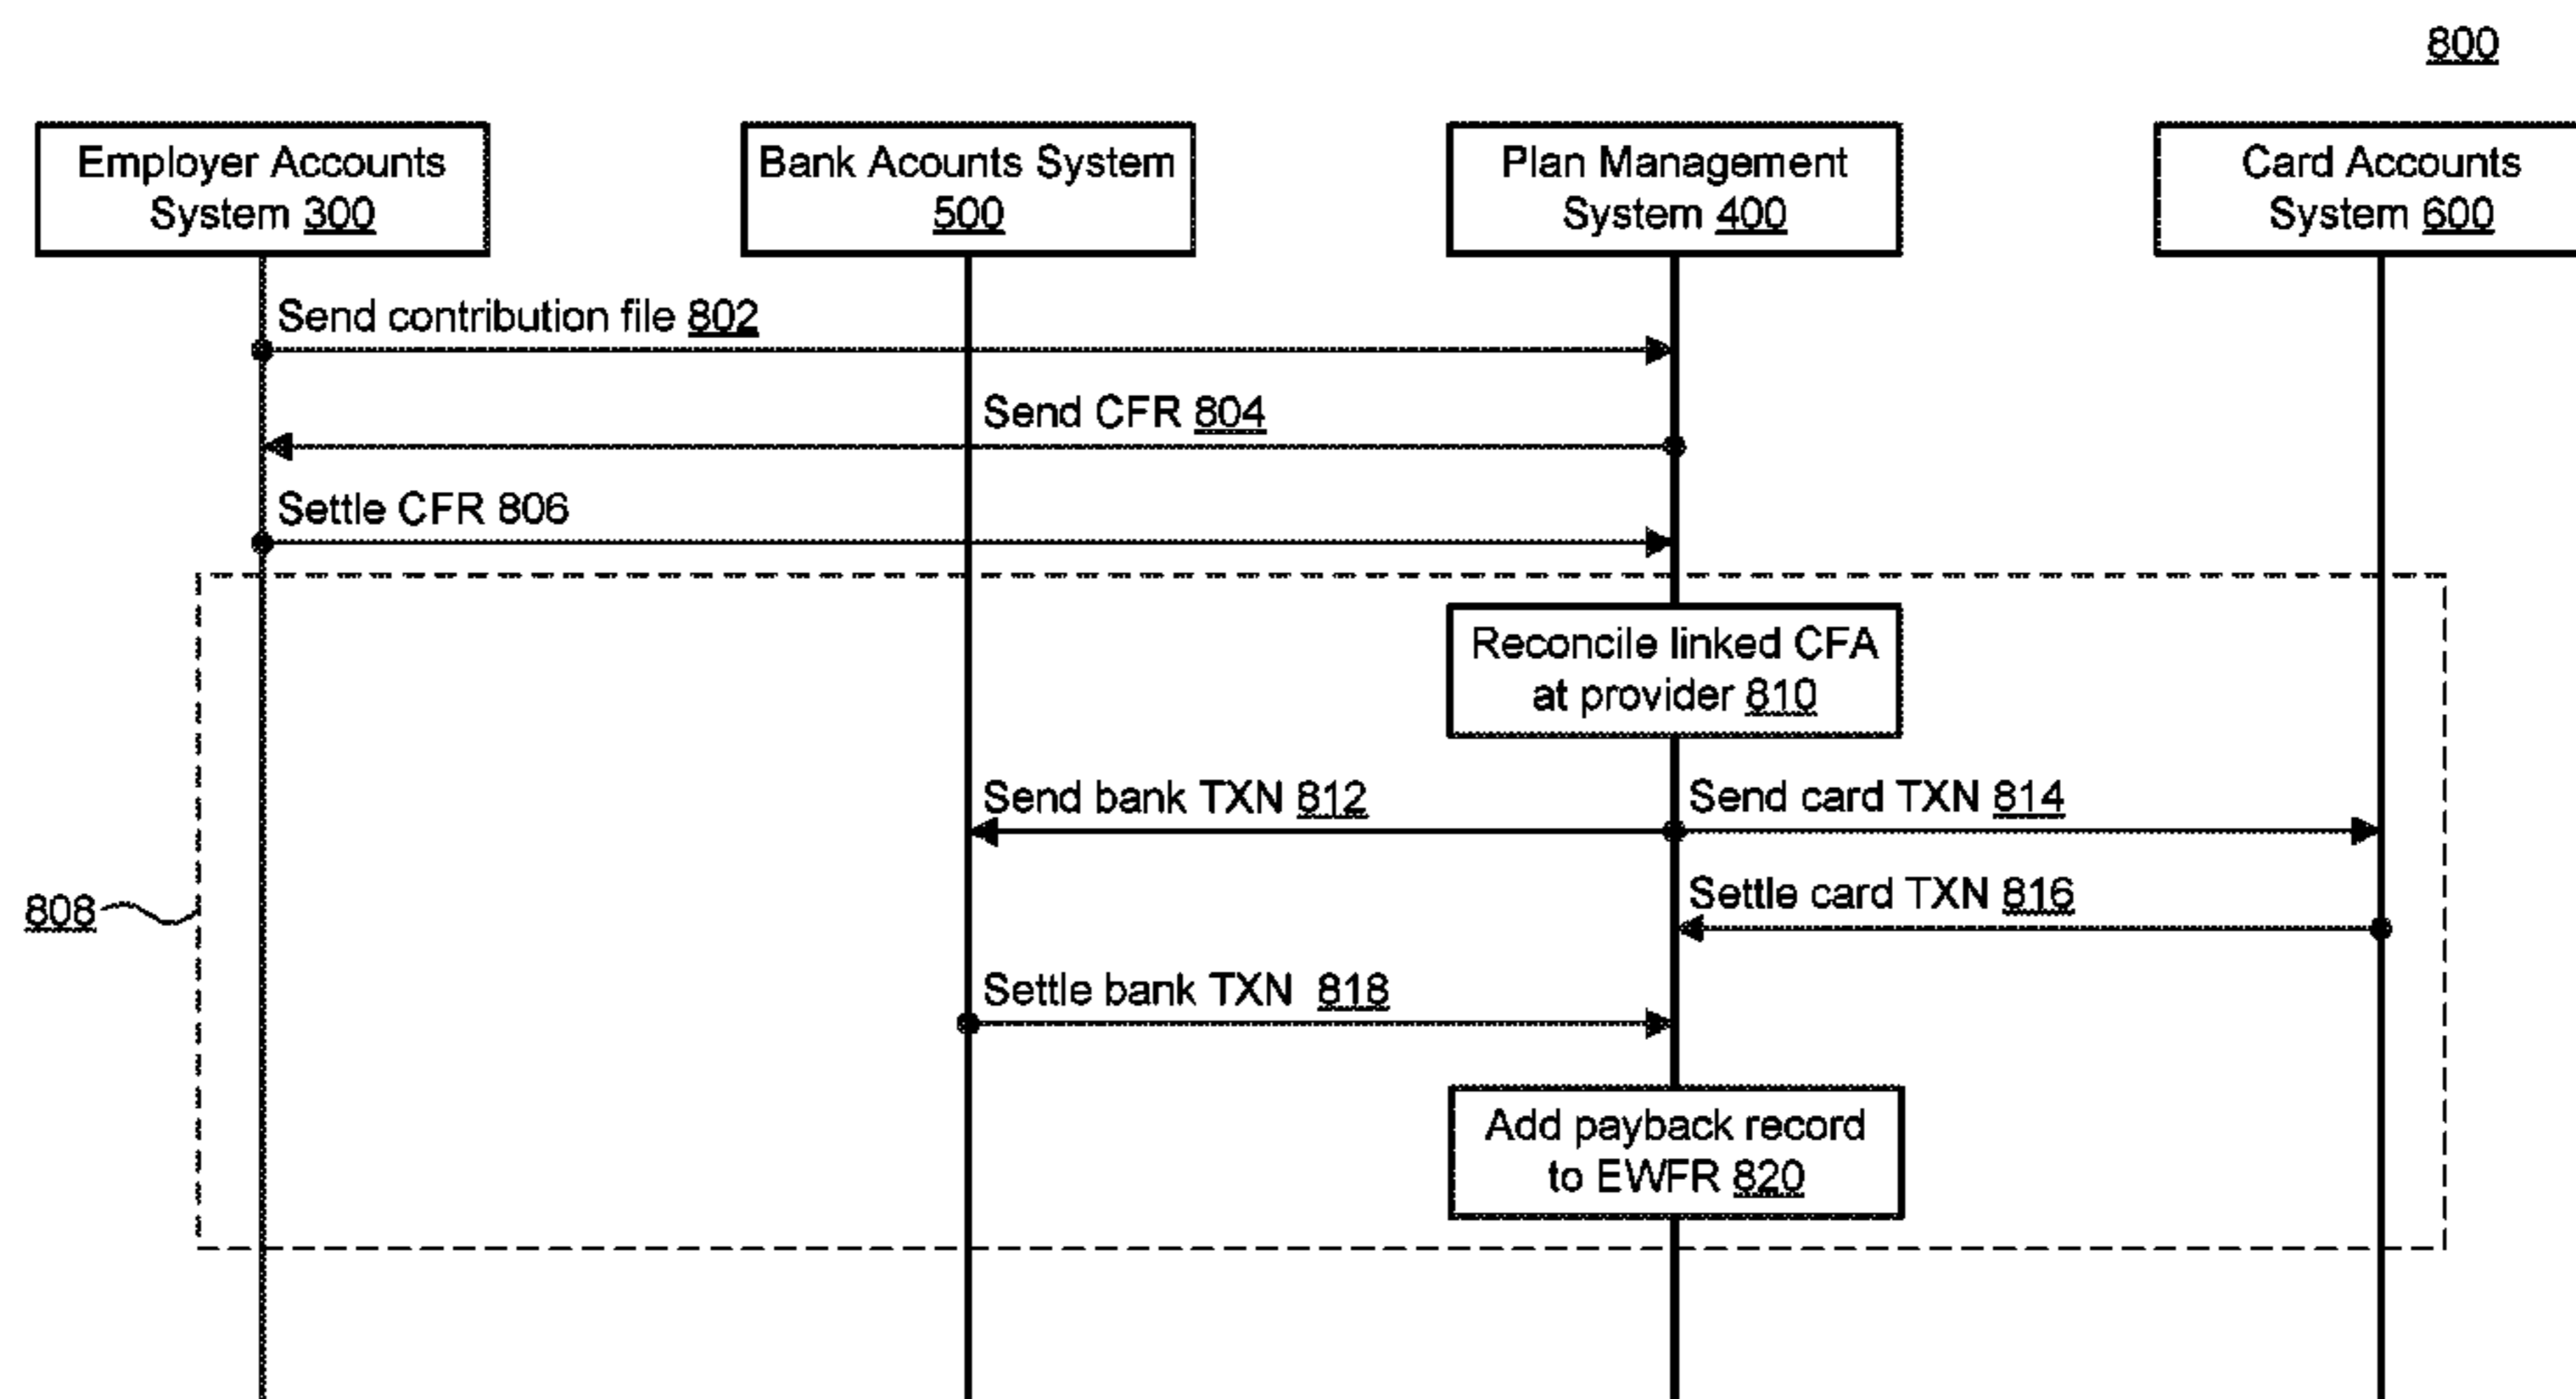 800
Employer Accounts
System 300
Bank Acounts System
500
Plan Management
System 400
Card Accounts
System 600
Send contribution file 802
Send CFR 804
Settle CFR 806
Reconcile linked CFA
at provider 810
Send bank TXN 812
Send card TXN 814
808
Settle card TXN 816
Settle bank TXN 818
Add payback record
to EWFR 820